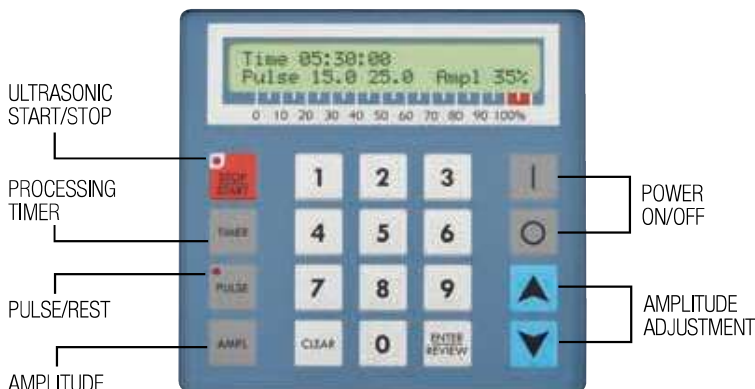 Time 05:30:00
Pulse 15.0 25.0 Ampl 35%
0 10 20 30 40 50 60 70 80 90 100%
ULTRASONIC
START/STOP
PROCESSING
TIMER
PULSE/REST
AMPLITUDE
STOP
START
TIMER
PULSE
AMPL
1 2 3
4 5 6
7 8 9
CLEAR 0 ENTER
REVIEW
POWER
ON/OFF
AMPLITUDE
ADJUSTMENT